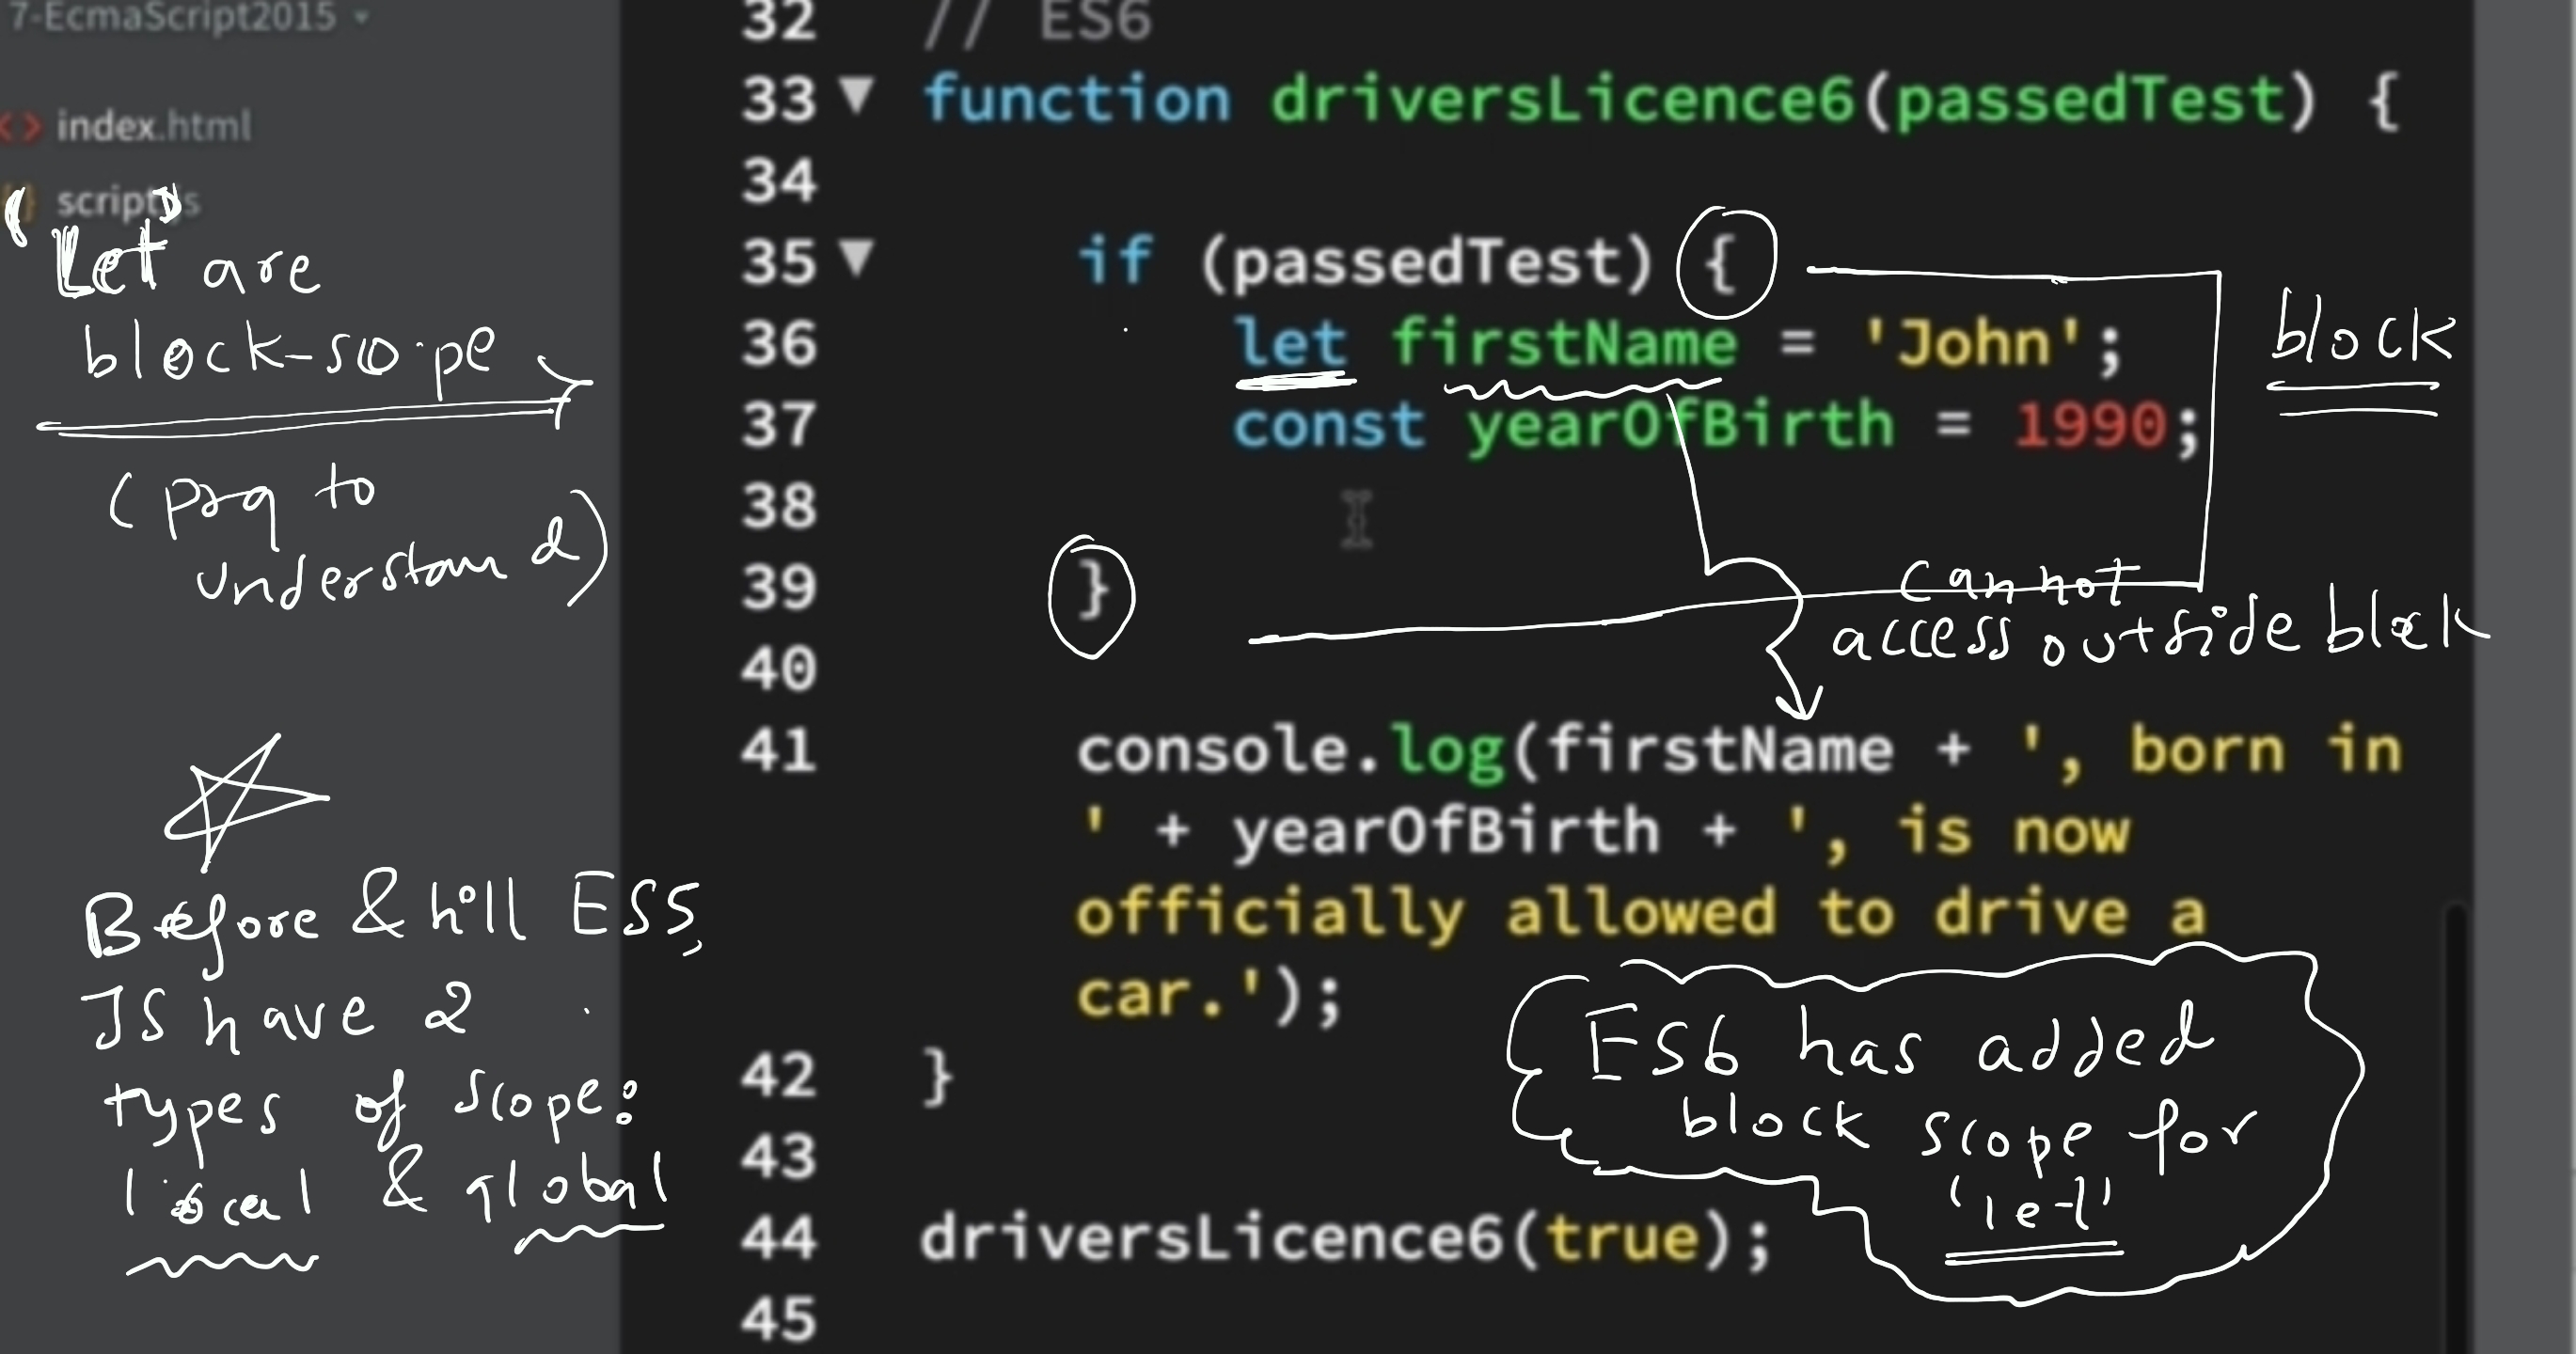 7-EcmaScript2015
index.html
script.js
"Let" are
block-scope
(prq to
understand)
Before & till ES5,
JS have 2
types of scope:
local & global
32 // ES6
33 function driversLicence6(passedTest) {
34
35 if (passedTest) {
36 let firstName = 'John';
37 const yearOfBirth = 1990;
38
39 }
40
41 console.log(firstName + ', born in
' + yearOfBirth + ', is now
officially allowed to drive a
car.');
42 }
43
44 driversLicence6(true);
45
block
cannot
access outside block
ES6 has added
block scope for
'let'